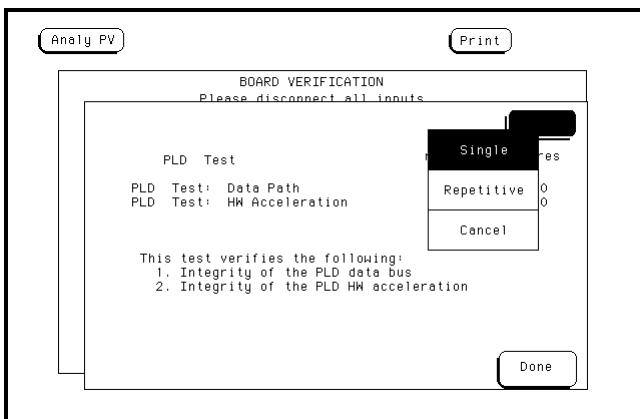 Analy PV
Print
BOARD VERIFICATION
Please disconnect all inputs
PLD Test
Single
PLD Test: Data Path
Repetitive
0
PLD Test: HW Acceleration
0
Cancel
This test verifies the following:
1. Integrity of the PLD data bus
2. Integrity of the PLD HW acceleration
Done